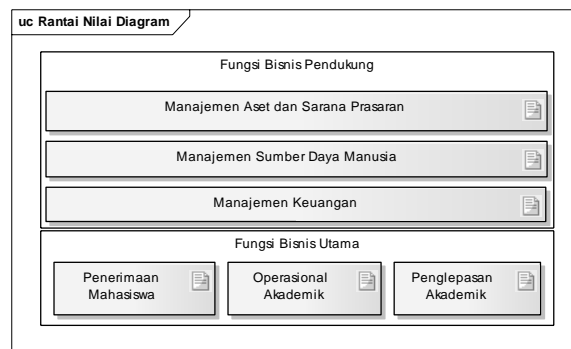 uc Rantai Nilai Diagram
Fungsi Bisnis Pendukung
Manajemen Aset dan Sarana Prasaran
Manajemen Sumber Daya Manusia
Manajemen Keuangan
Fungsi Bisnis Utama
Penerimaan
Mahasiswa
Operasional
Akademik
Penglepasan
Akademik